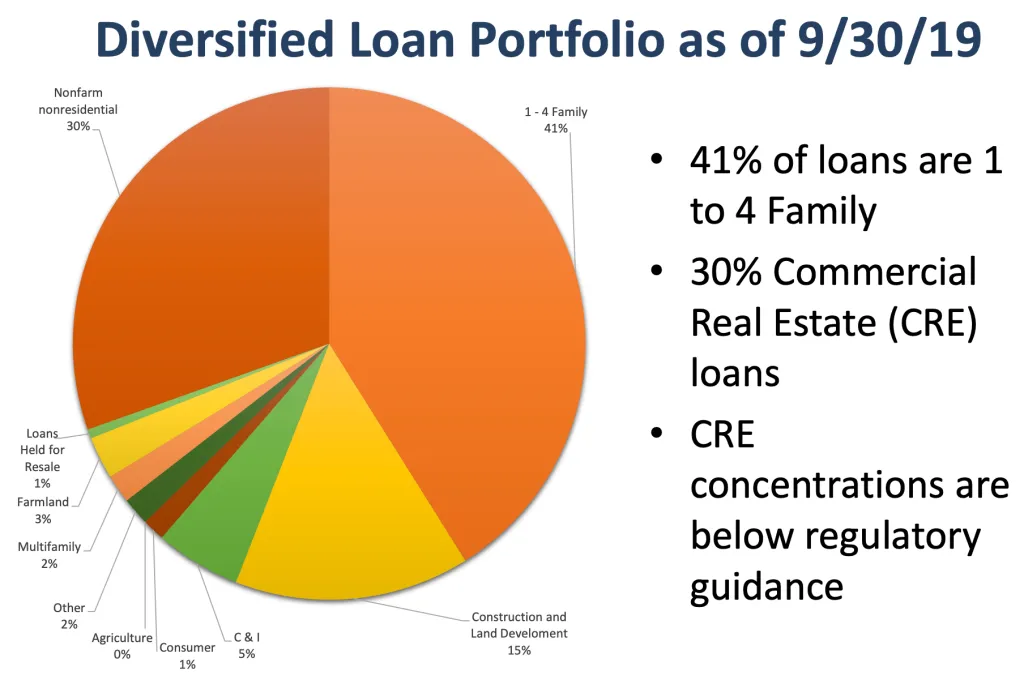 Diversified Loan Portfolio as of 9/30/19
Nonfarm
nonresidential
30%
1 - 4 Family
41%
Loans
Held for
Resale
1%
Farmland
3%
Multifamily
2%
Other
2%
Agriculture
0%
Consumer
1%
C & I
5%
Construction and
Land Develoment
15%
• 41% of loans are 1
to 4 Family
• 30% Commercial
Real Estate (CRE)
loans
• CRE
concentrations are
below regulatory
guidance